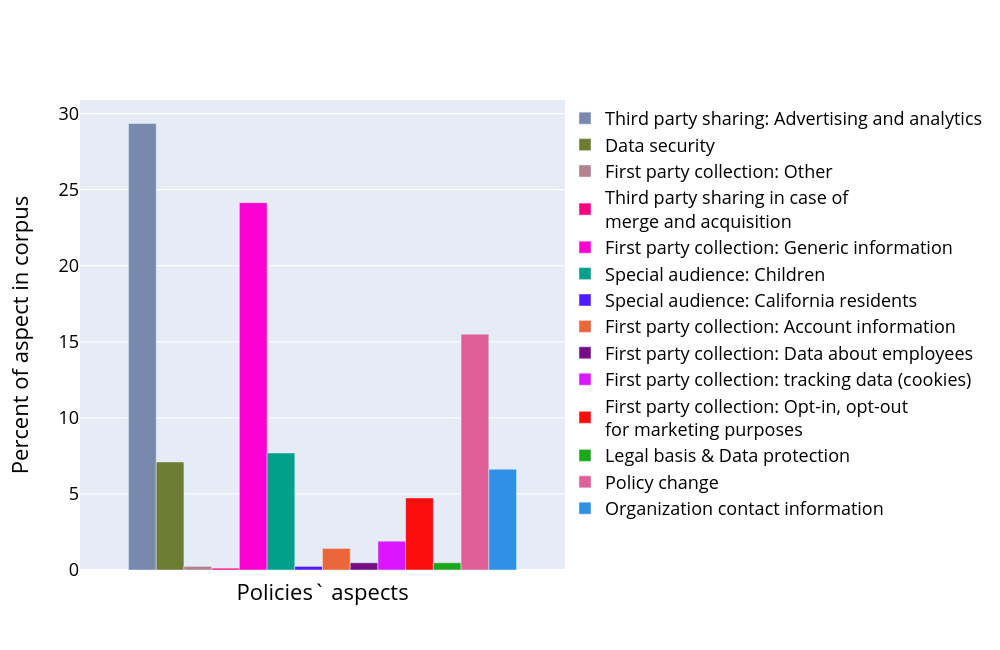 30
25
20
15
10
5
0
Percent of aspect in corpus
Policies` aspects
Third party sharing: Advertising and analytics
Data security
First party collection: Other
Third party sharing in case of
merge and acquisition
First party collection: Generic information
Special audience: Children
Special audience: California residents
First party collection: Account information
First party collection: Data about employees
First party collection: tracking data (cookies)
First party collection: Opt-in, opt-out
for marketing purposes
Legal basis & Data protection
Policy change
Organization contact information